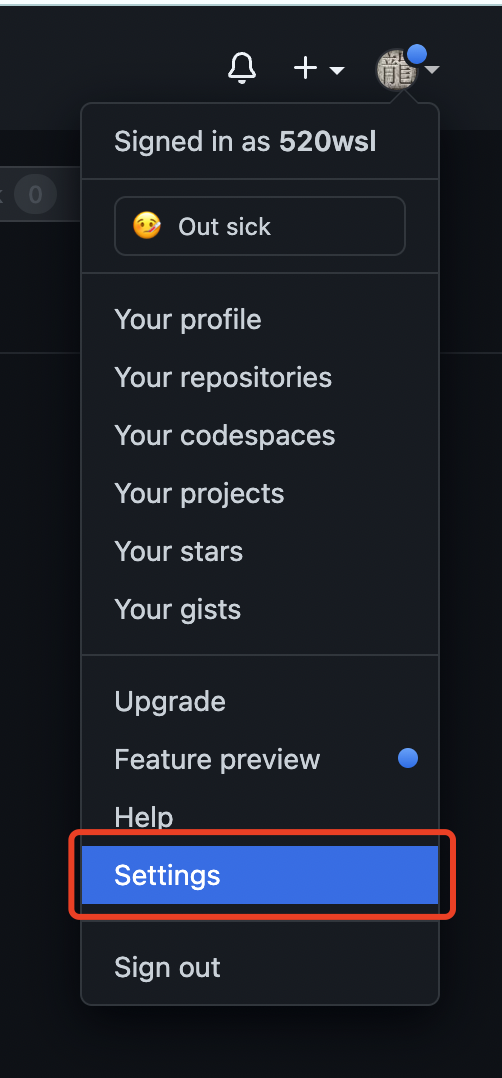 龍
Signed in as 520wsl
0
Out sick
Your profile
Your repositories
Your codespaces
Your projects
Your stars
Your gists
Upgrade
Feature preview
Help
Settings
Sign out